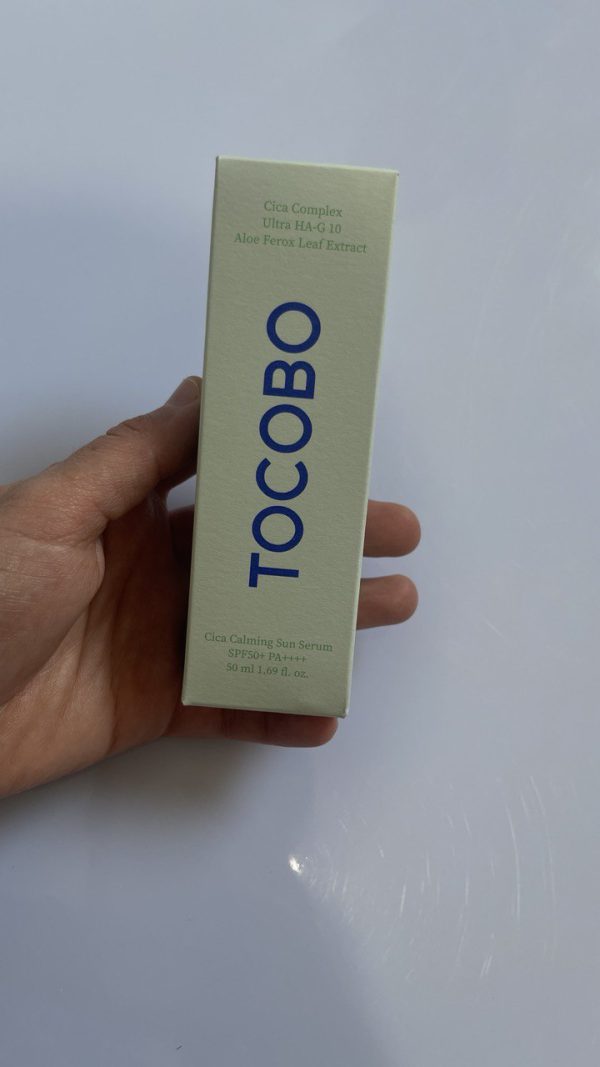 Cica Complex
Ultra HA-G 10
Aloe Ferox Leaf Extract
TOCOBO
Cica Calming Sun Serum
SPF50+ PA++++
50 ml 1,69 fl. oz.